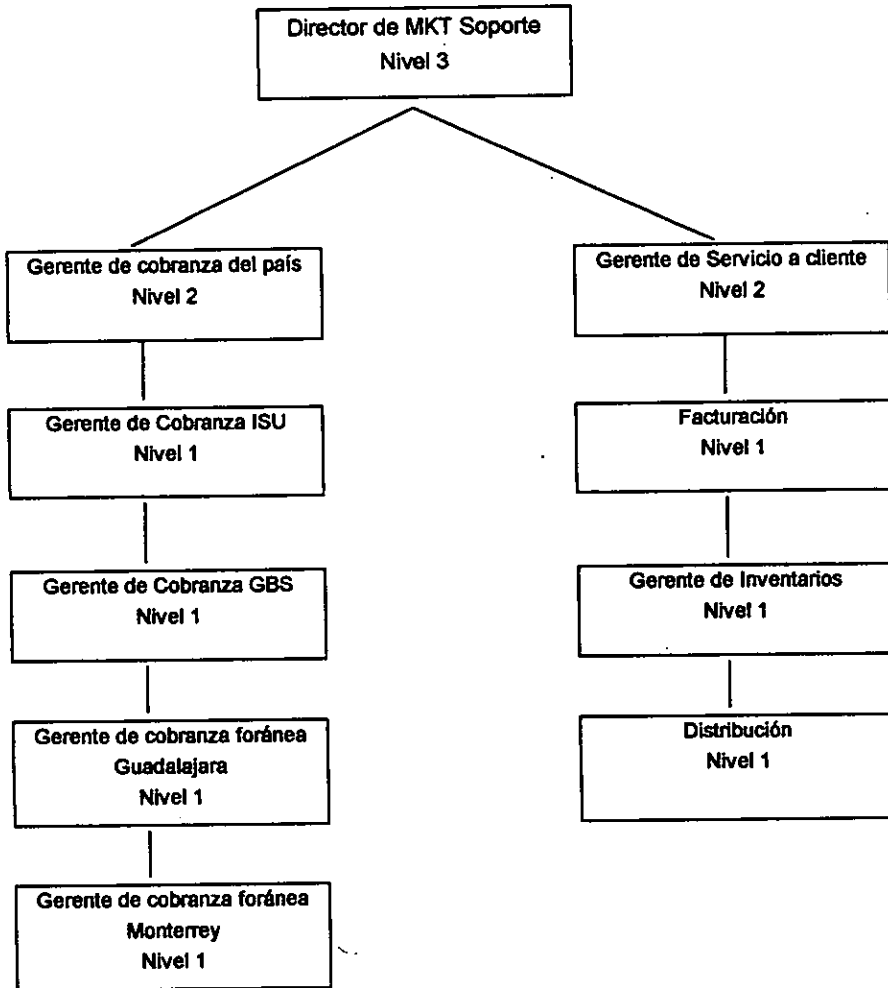 Director de MKT Soporte
Nivel 3
Gerente de cobranza del país
Nivel 2
Gerente de Servicio a cliente
Nivel 2
Gerente de Cobranza ISU
Nivel 1
Facturación
Nivel 1
Gerente de Cobranza GBS
Nivel 1
Gerente de Inventarios
Nivel 1
Gerente de cobranza foránea
Guadalajara
Nivel 1
Distribución
Nivel 1
Gerente de cobranza foránea
Monterrey
Nivel 1